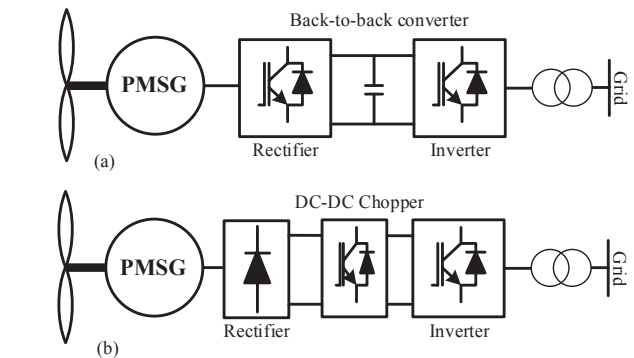 Back-to-back converter
PMSG
Grid
Rectifier
Inverter
(a)
DC-DC Chopper
PMSG
Grid
Rectifier
Inverter
(b)